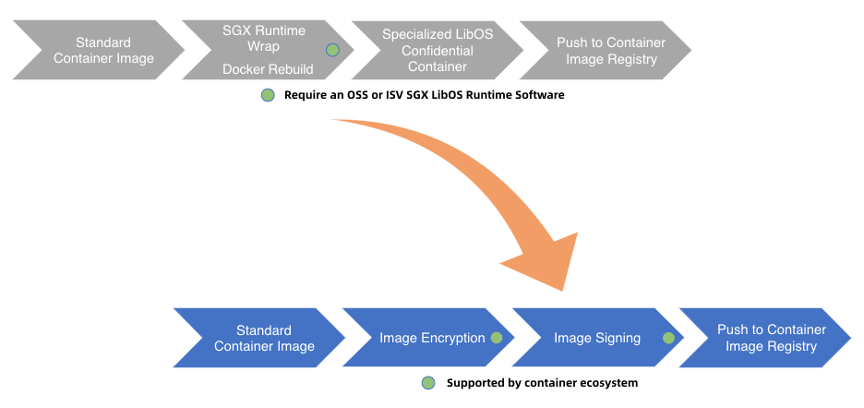 Standard
Container Image
SGX Runtime
Wrap
Docker Rebuild
Specialized LibOS
Confidential
Container
Push to Container
Image Registry
Require an OSS or ISV SGX LibOS Runtime Software
Standard
Container Image
Image Encryption
Image Signing
Push to Container
Image Registry
Supported by container ecosystem